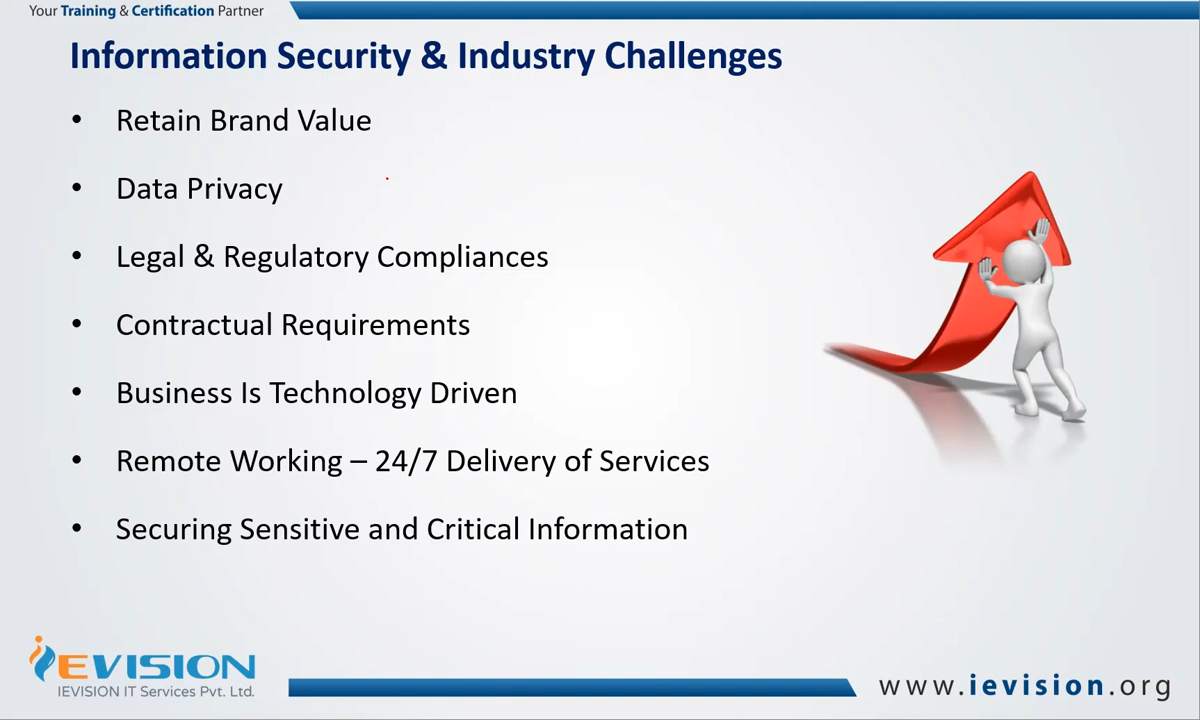 Your Training & Certification Partner
Information Security & Industry Challenges
• Retain Brand Value
• Data Privacy
• Legal & Regulatory Compliances
• Contractual Requirements
• Business Is Technology Driven
• Remote Working – 24/7 Delivery of Services
• Securing Sensitive and Critical Information
iEVISION
IEVISION IT Services Pvt. Ltd.
www.ievision.org